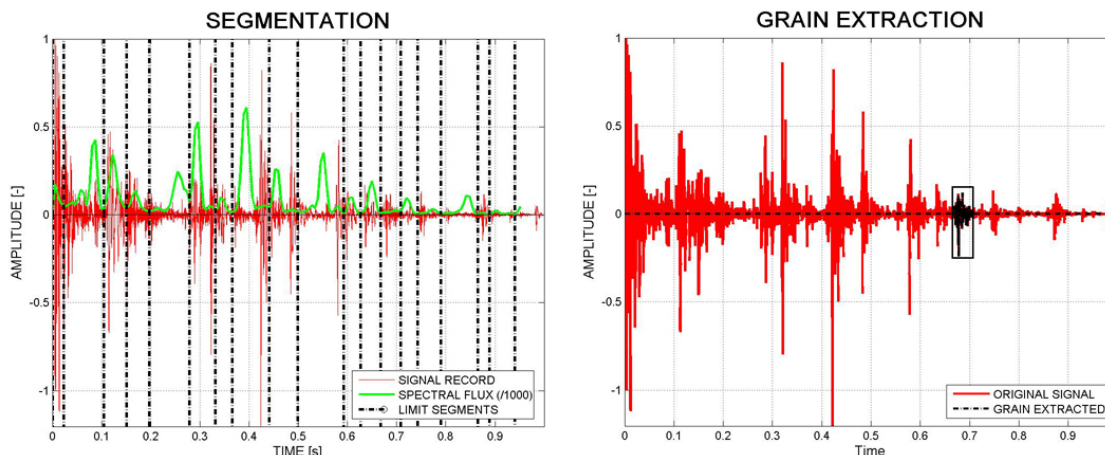 SEGMENTATION
1
0.5
0
-0.5
-1
AMPLITUDE [-]
SIGNAL RECORD
SPECTRAL FLUX (/1000)
LIMIT SEGMENTS
0 0.1 0.2 0.3 0.4 0.5 0.6 0.7 0.8 0.9
TIME [s]
GRAIN EXTRACTION
1
0.5
0
-0.5
-1
AMPLITUDE [-]
ORIGINAL SIGNAL
GRAIN EXTRACTED
0 0.1 0.2 0.3 0.4 0.5 0.6 0.7 0.8 0.9
Time